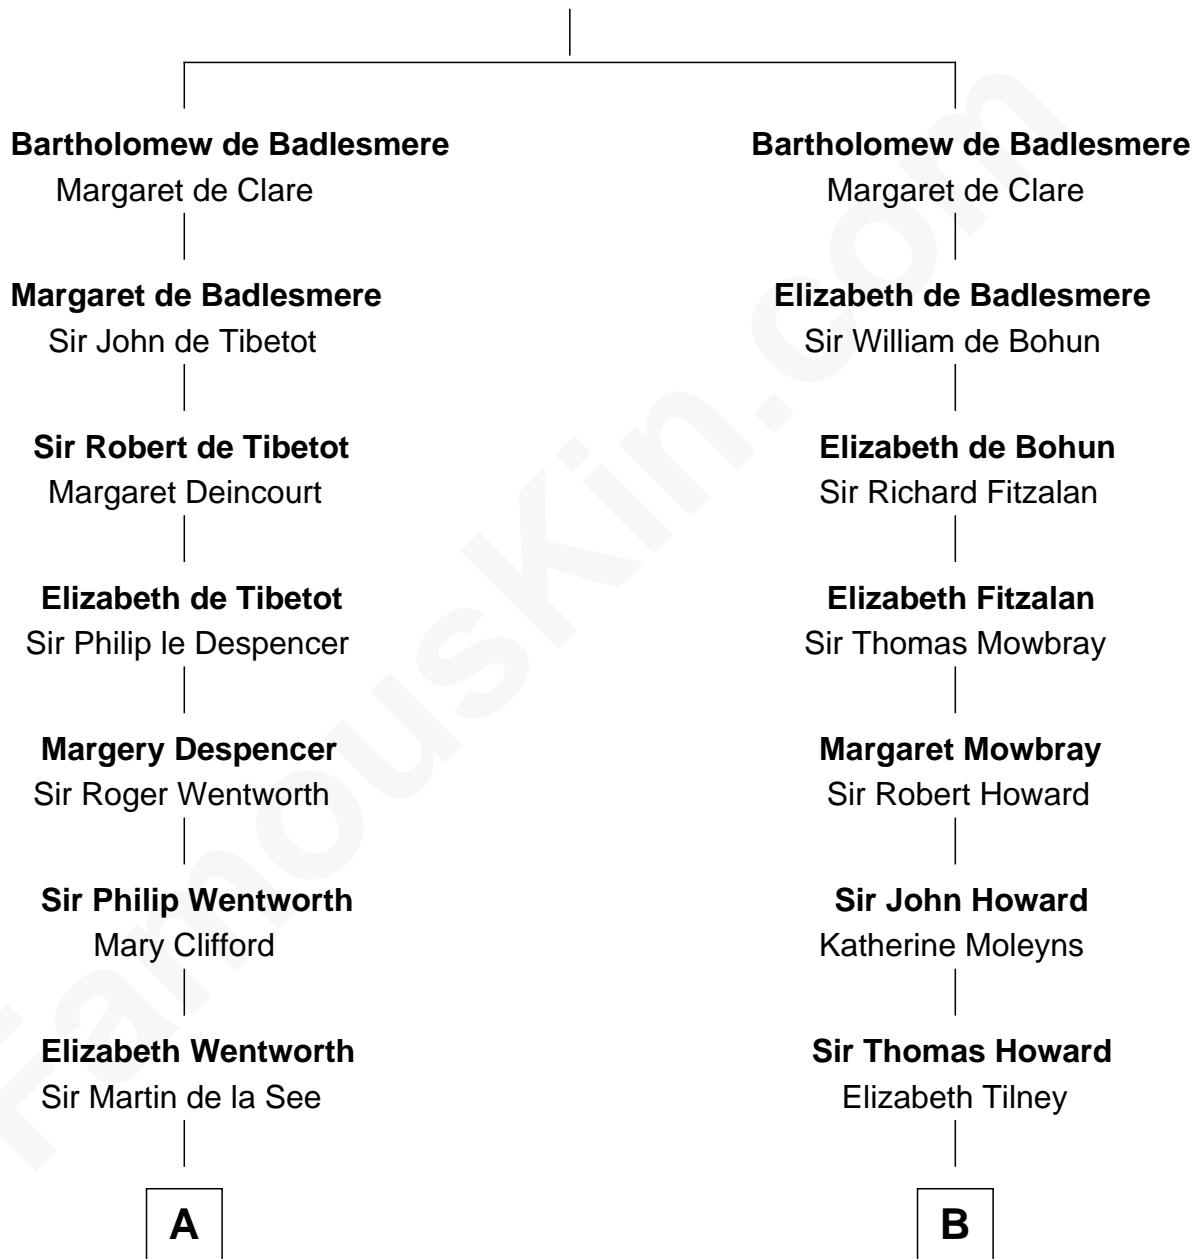 Bartholomew de Badlesmere
Margaret de Clare
Margaret de Badlesmere
Sir John de Tibetot
Sir Robert de Tibetot
Margaret Deincourt
Elizabeth de Tibetot
Sir Philip le Despencer
Margery Despencer
Sir Roger Wentworth
Sir Philip Wentworth
Mary Clifford
Elizabeth Wentworth
Sir Martin de la See
A
Bartholomew de Badlesmere
Margaret de Clare
Elizabeth de Badlesmere
Sir William de Bohun
Elizabeth de Bohun
Sir Richard Fitzalan
Elizabeth Fitzalan
Sir Thomas Mowbray
Margaret Mowbray
Sir Robert Howard
Sir John Howard
Katherine Moleyns
Sir Thomas Howard
Elizabeth Tilney
B
FamousKin.com